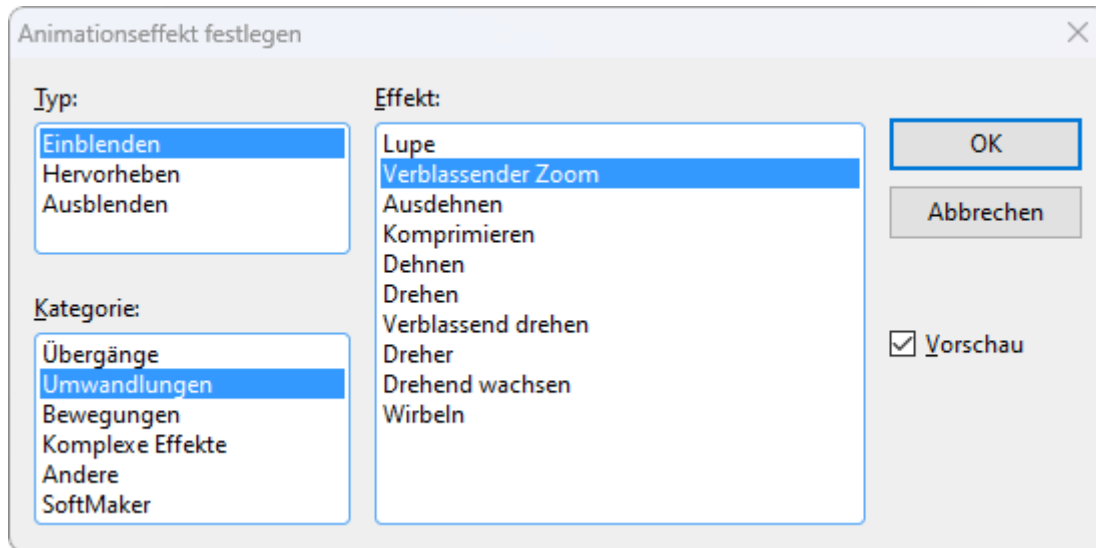 Animationseffekt festlegen
Typ:
Einblenden
Hervorheben
Ausblenden
Kategorie:
Übergänge
Umwandlungen
Bewegungen
Komplexe Effekte
Andere
SoftMaker
Effekt:
Lupe
Verblassender Zoom
Ausdehnen
Komprimieren
Dehnen
Drehen
Verblassend drehen
Dreher
Drehend wachsen
Wirbeln
OK
Abbrechen
Vorschau